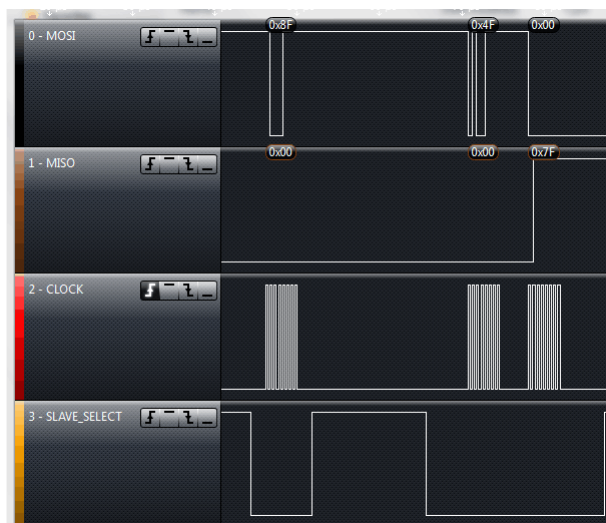 0x8F 0x4F 0x00
0 - MOSI
0x00 0x00 0x7F
1 - MISO
2 - CLOCK
3 - SLAVE_SELECT